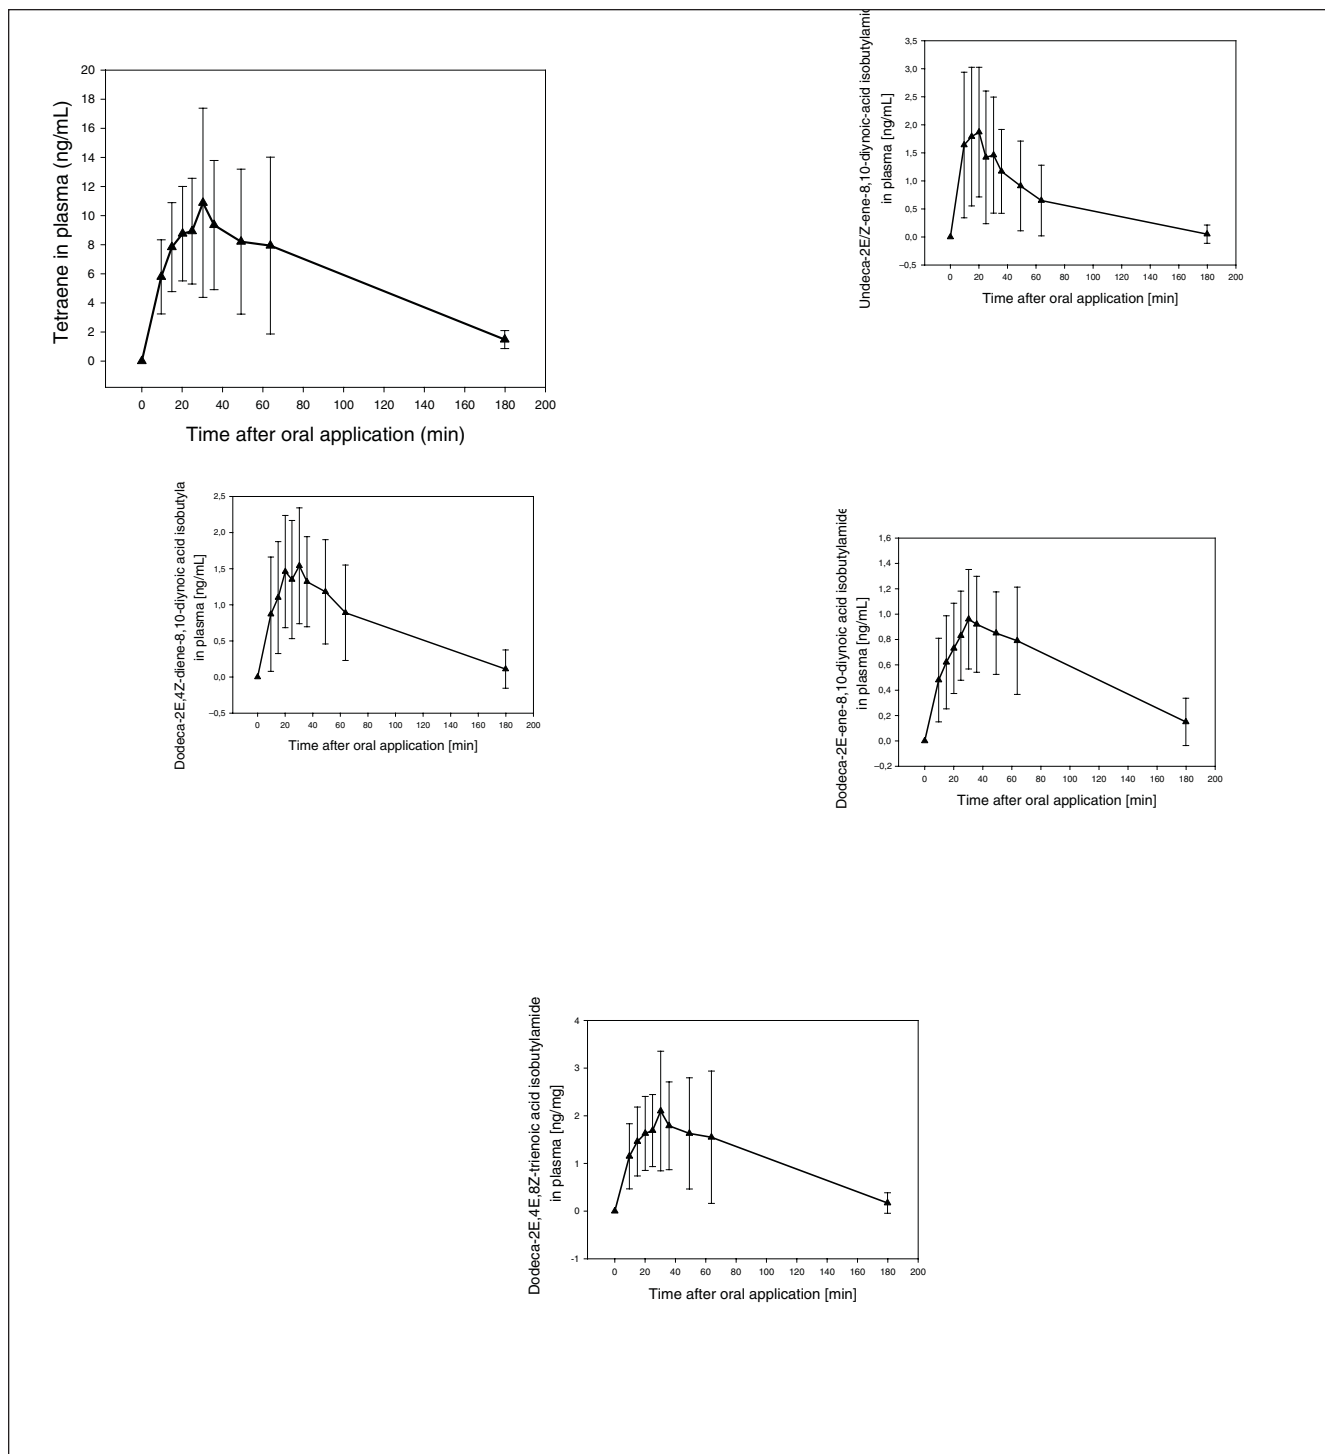 Tetraene in plasma (ng/mL)
20
18
16
14
12
10
8
6
4
2
0
0 20 40 60 80 100 120 140 160 180 200
Time after oral application (min)
Undeca-2E/Z-ene-8,10-diynoic-acid isobutylamid
in plasma [ng/mL]
3,5
3,0
2,5
2,0
1,5
1,0
0,5
0,0
–0,5
0 20 40 60 80 100 120 140 160 180 200
Time after oral application [min]
Dodeca-2E,4Z-diene-8,10-diynoic acid isobutyla
in plasma [ng/mL]
2,5
2,0
1,5
1,0
0,5
0,0
–0,5
0 20 40 60 80 100 120 140 160 180 200
Time after oral application [min]
Dodeca-2E-ene-8,10-diynoic acid isobutylamide
in plasma [ng/mL]
1,6
1,4
1,2
1,0
0,8
0,6
0,4
0,2
0,0
–0,2
0 20 40 60 80 100 120 140 160 180 200
Time after oral application [min]
Dodeca-2E,4E,8Z-trienoic acid isobutylamide
in plasma [ng/mg]
4
3
2
1
0
-1
0 20 40 60 80 100 120 140 160 180 200
Time after oral application [min]